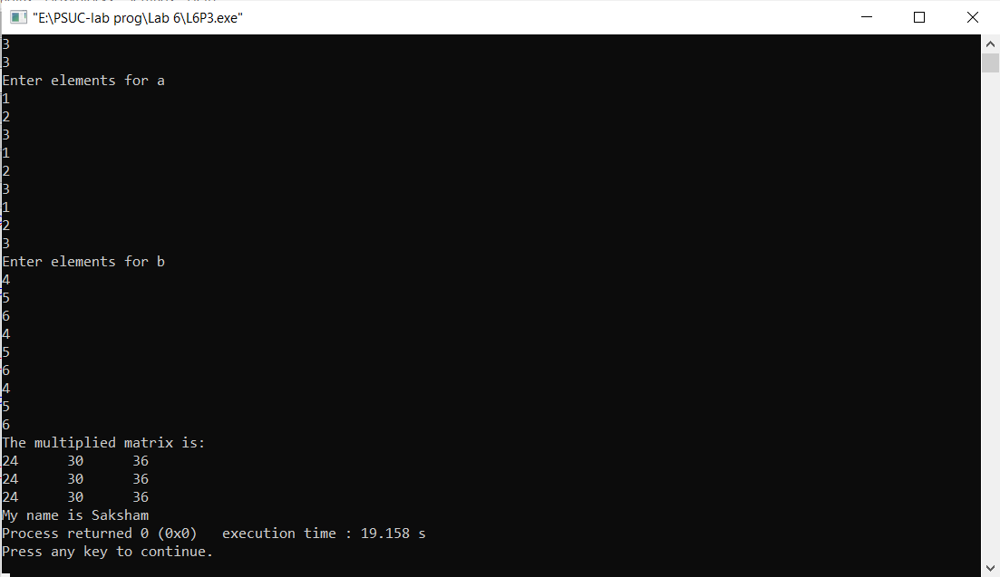 "E:\PSUC-lab prog\Lab 6\L6P3.exe"
3
3
Enter elements for a
1
2
3
1
2
3
1
2
3
Enter elements for b
4
5
6
4
5
6
4
5
6
The multiplied matrix is:
24      30      36
24      30      36
24      30      36
My name is Saksham
Process returned 0 (0x0)   execution time : 19.158 s
Press any key to continue.